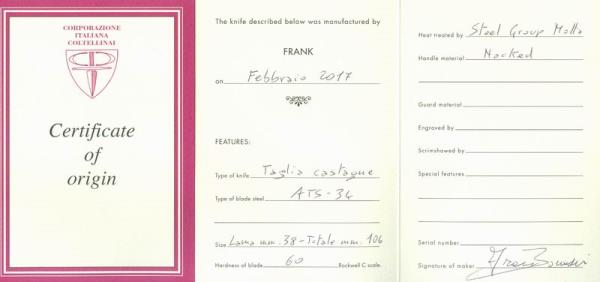 CORPORAZIONE
ITALIANA
COLTELLINAI
Certificate
of
origin
The knife described below was manufactured by
FRANK
on Febbraio 2017
FEATURES:
Type of knife Taglia castagne
Type of blade steel ATS-34
Size Lama mm. 38 - Totale mm. 106
Hardness of blade 60 Rockwell C scale.
Heat treated by Steel Group Molla
Handle material Nacked
Guard material
Engraved by
Scrimshawed by
Special features
Serial number
Signature of maker